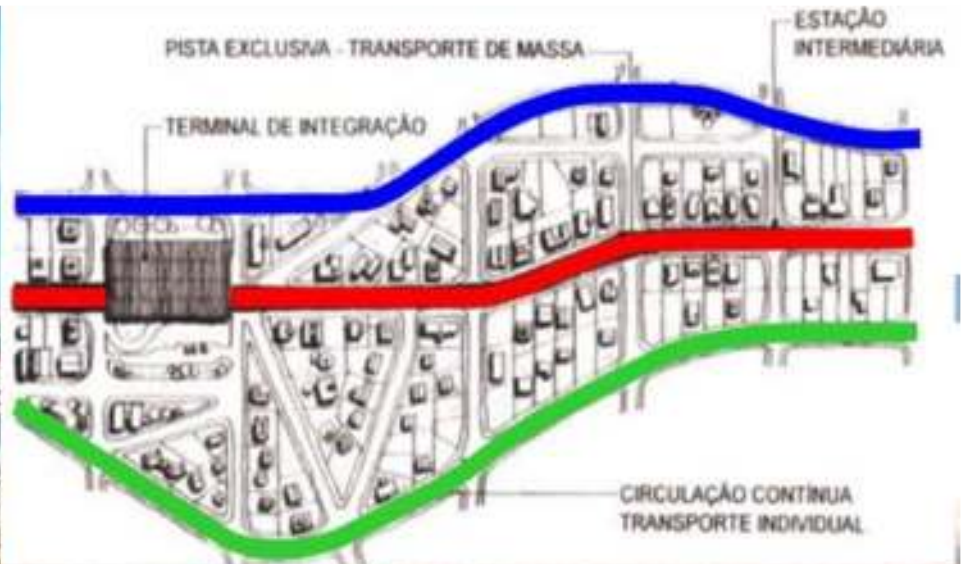 ESTAÇÃO
INTERMEDIÁRIA
PISTA EXCLUSIVA - TRANSPORTE DE MASSA
TERMINAL DE INTEGRAÇÃO
CIRCULAÇÃO CONTÍNUA
TRANSPORTE INDIVIDUAL